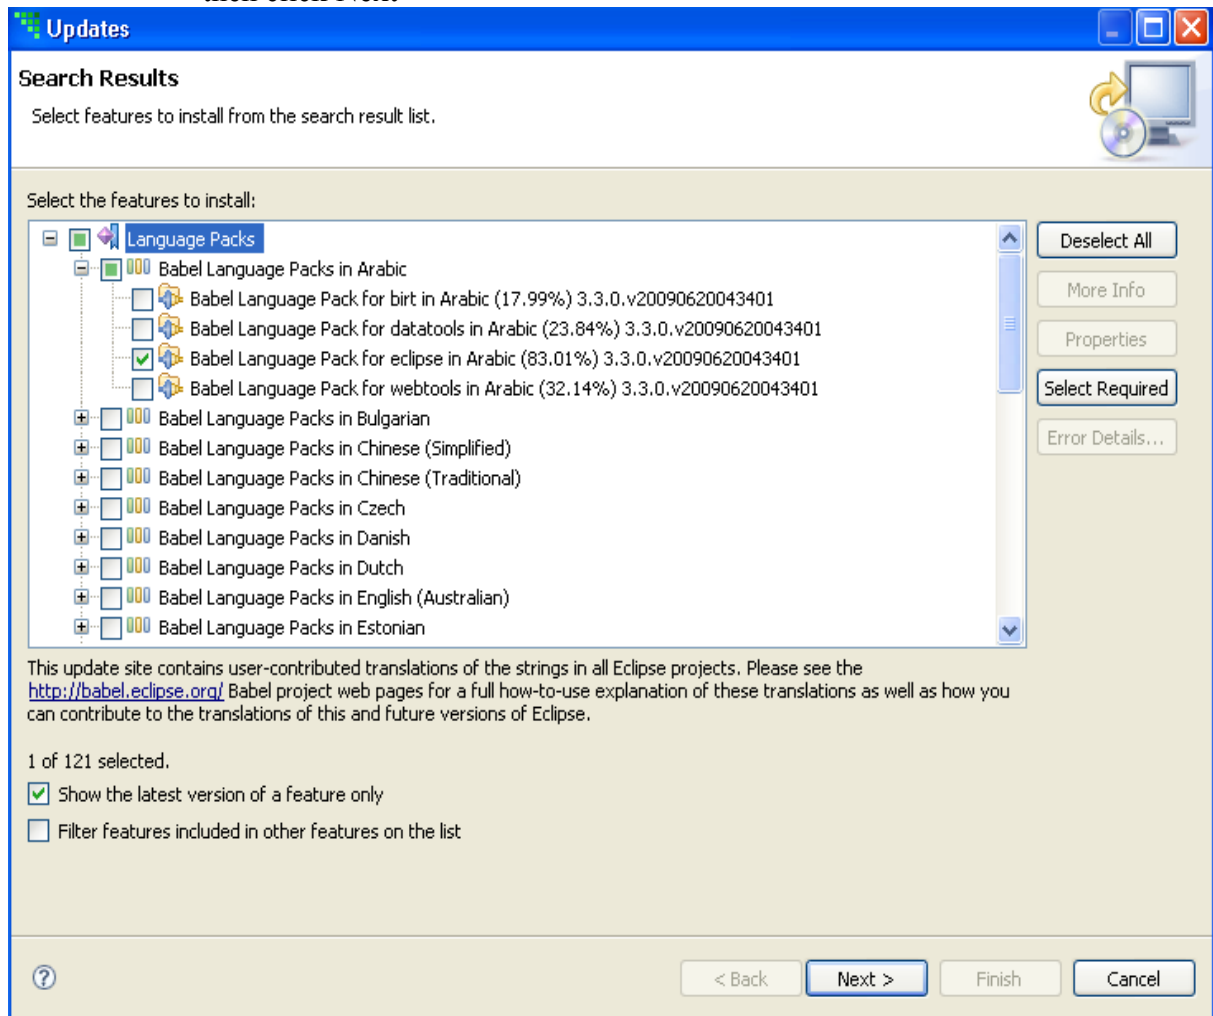 then click Next
Updates
Search Results
Select features to install from the search result list.
Select the features to install:
Language Packs
Babel Language Packs in Arabic
Babel Language Pack for birt in Arabic (17.99%) 3.3.0.v20090620043401
Babel Language Pack for datatools in Arabic (23.84%) 3.3.0.v20090620043401
Babel Language Pack for eclipse in Arabic (83.01%) 3.3.0.v20090620043401
Babel Language Pack for webtools in Arabic (32.14%) 3.3.0.v20090620043401
Babel Language Packs in Bulgarian
Babel Language Packs in Chinese (Simplified)
Babel Language Packs in Chinese (Traditional)
Babel Language Packs in Czech
Babel Language Packs in Danish
Babel Language Packs in Dutch
Babel Language Packs in English (Australian)
Babel Language Packs in Estonian
Deselect All
More Info
Properties
Select Required
Error Details...
This update site contains user-contributed translations of the strings in all Eclipse projects. Please see the
http://babel.eclipse.org/ Babel project web pages for a full how-to-use explanation of these translations as well as how you
can contribute to the translations of this and future versions of Eclipse.
1 of 121 selected.
Show the latest version of a feature only
Filter features included in other features on the list
< Back
Next >
Finish
Cancel